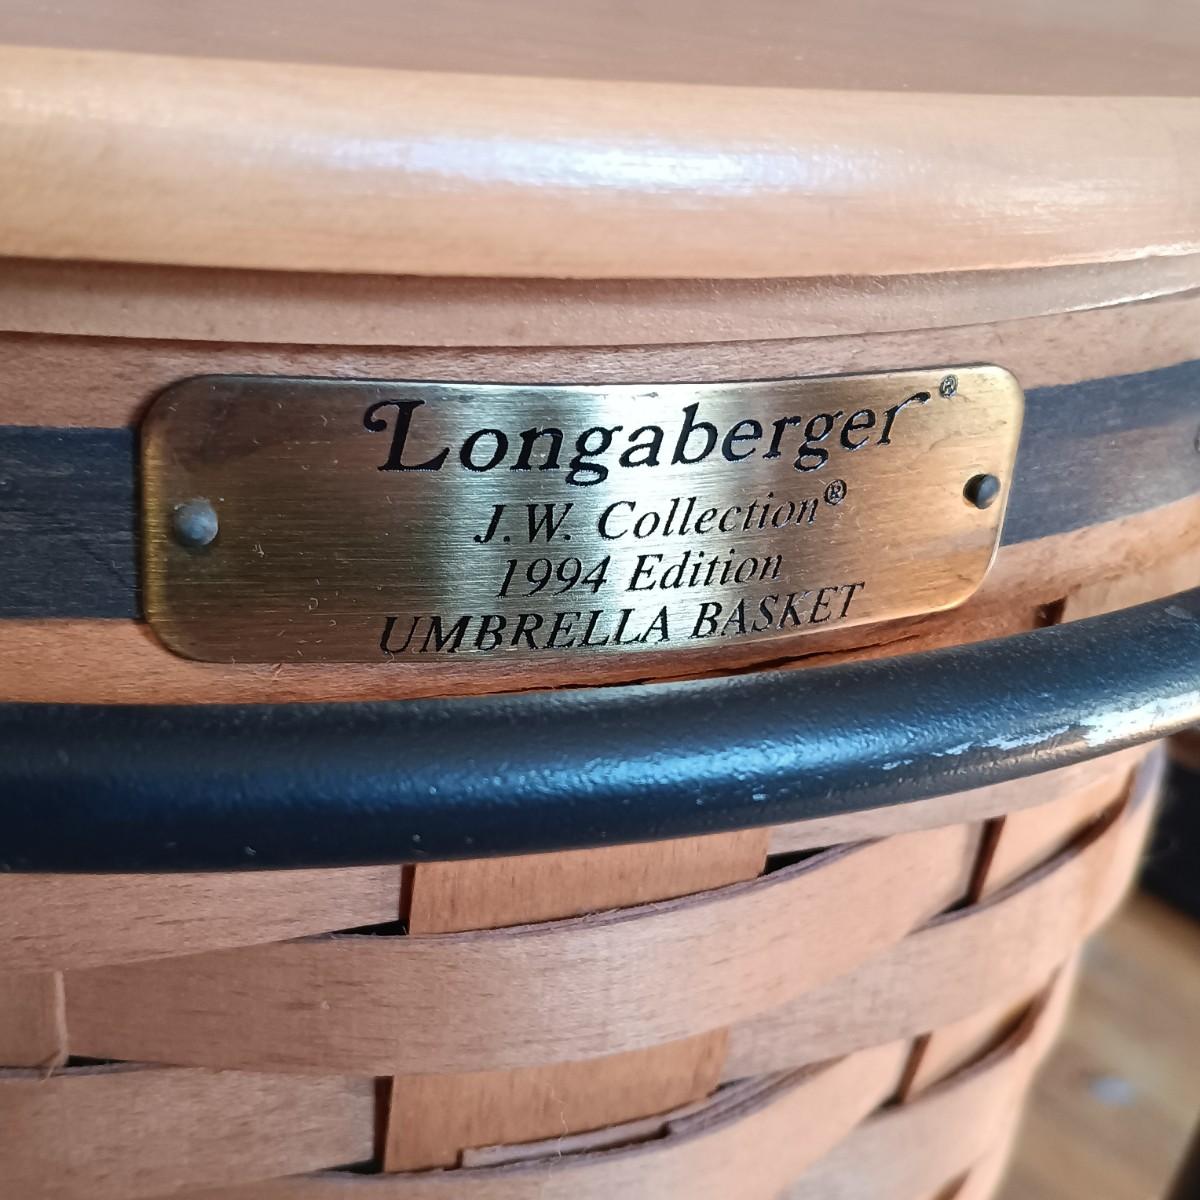 Longaberger®
J.W. Collection®
1994 Edition
UMBRELLA BASKET